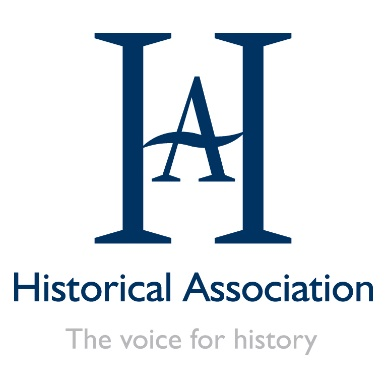 HA
Historical Association
The voice for history